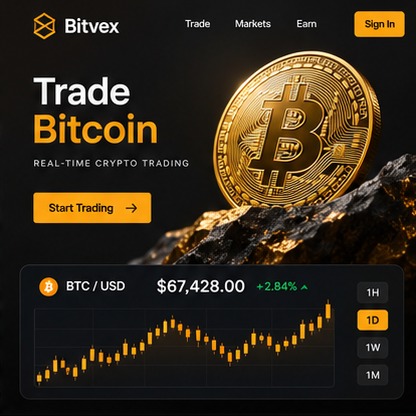 Bitvex
Trade Markets Earn Sign In
Trade
Bitcoin
REAL-TIME CRYPTO TRADING
Start Trading →
BTC / USD $67,428.00 +2.84%
1H
1D
1W
1M